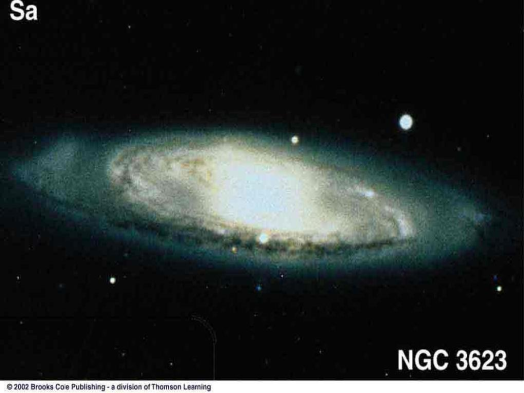 Sa
NGC 3623
© 2002 Brooks Cole Publishing - a division of Thomson Learning